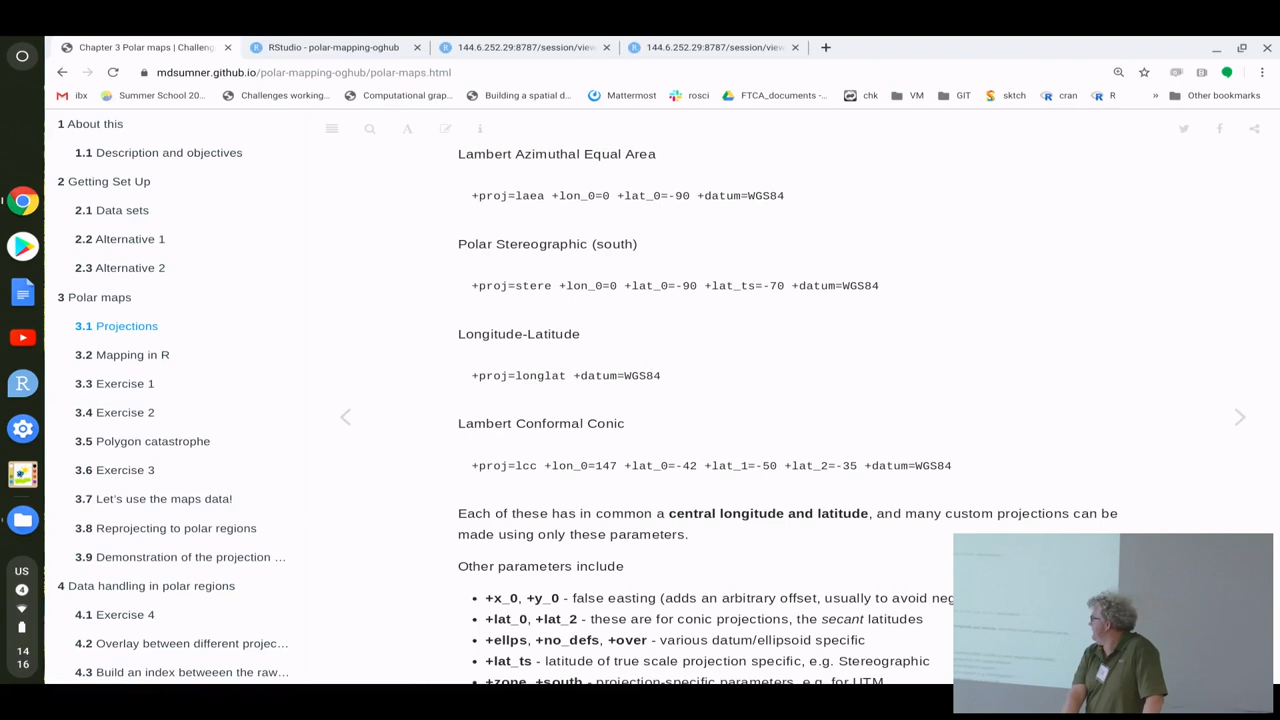 Chapter 3 Polar maps | Challeng
RStudio - polar-mapping-oghub
144.6.252.29:8787/session/view
144.6.252.29:8787/session/view
mdsumner.github.io/polar-mapping-oghub/polar-maps.html
ibx
Summer School 20...
Challenges working...
Computational grap...
Building a spatial d...
Mattermost
rosci
FTCA_documents -...
chk
VM
GIT
sktch
cran
R
»
Other bookmarks
1 About this
1.1 Description and objectives
2 Getting Set Up
2.1 Data sets
2.2 Alternative 1
2.3 Alternative 2
3 Polar maps
3.1 Projections
3.2 Mapping in R
3.3 Exercise 1
3.4 Exercise 2
3.5 Polygon catastrophe
3.6 Exercise 3
3.7 Let's use the maps data!
3.8 Reprojecting to polar regions
3.9 Demonstration of the projection ...
4 Data handling in polar regions
4.1 Exercise 4
4.2 Overlay between different projec...
4.3 Build an index betweeen the raw...
Lambert Azimuthal Equal Area
+proj=laea +lon_0=0 +lat_0=-90 +datum=WGS84
Polar Stereographic (south)
+proj=stere +lon_0=0 +lat_0=-90 +lat_ts=-70 +datum=WGS84
Longitude-Latitude
+proj=longlat +datum=WGS84
Lambert Conformal Conic
+proj=lcc +lon_0=147 +lat_0=-42 +lat_1=-50 +lat_2=-35 +datum=WGS84
Each of these has in common a central longitude and latitude, and many custom projections can be
made using only these parameters.
Other parameters include
• +x_0, +y_0 - false easting (adds an arbitrary offset, usually to avoid neg
• +lat_0, +lat_2 - these are for conic projections, the secant latitudes
• +ellps, +no_defs, +over - various datum/ellipsoid specific
• +lat_ts - latitude of true scale projection specific, e.g. Stereographic
• +zone, +south - projection-specific parameters, e.g. for UTM
US
4
14
16